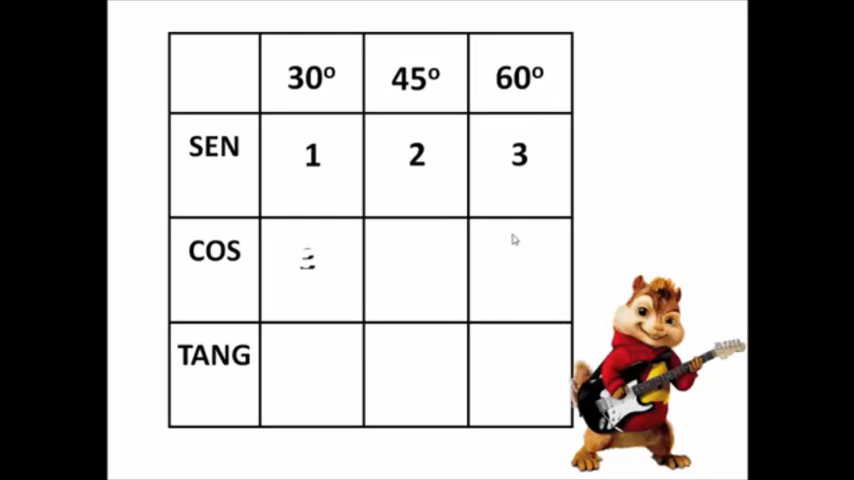 30º 45º 60º
SEN 1 2 3
COS
TANG